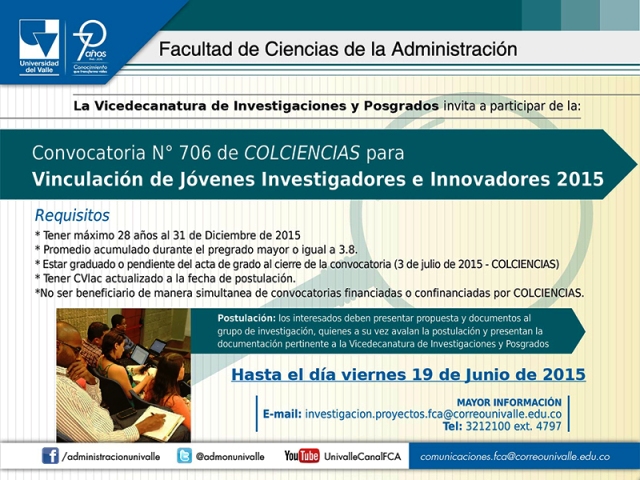 Universidad
del Valle
70
años
Conocimiento
que transforma vidas
Facultad de Ciencias de la Administración
La Vicedecanatura de Investigaciones y Posgrados invita a participar de la:
Convocatoria N° 706 de COLCIENCIAS para
Vinculación de Jóvenes Investigadores e Innovadores 2015
Requisitos
* Tener máximo 28 años al 31 de Diciembre de 2015
* Promedio acumulado durante el pregrado mayor o igual a 3.8.
* Estar graduado o pendiente del acta de grado al cierre de la convocatoria (3 de julio de 2015 - COLCIENCIAS)
* Tener CVlac actualizado a la fecha de postulación.
*No ser beneficiario de manera simultanea de convocatorias financiadas o confinanciadas por COLCIENCIAS.
Postulación: los interesados deben presentar propuesta y documentos al
grupo de investigación, quienes a su vez avalan la postulación y presentan la
documentación pertinente a la Vicedecanatura de Investigaciones y Posgrados
Hasta el día viernes 19 de Junio de 2015
MAYOR INFORMACIÓN
E-mail: investigacion.proyectos.fca@correounivalle.edu.co
Tel: 3212100 ext. 4797
/administracionunivalle
@admonunivalle
YouTube UnivalleCanalFCA
comunicaciones.fca@correounivalle.edu.co